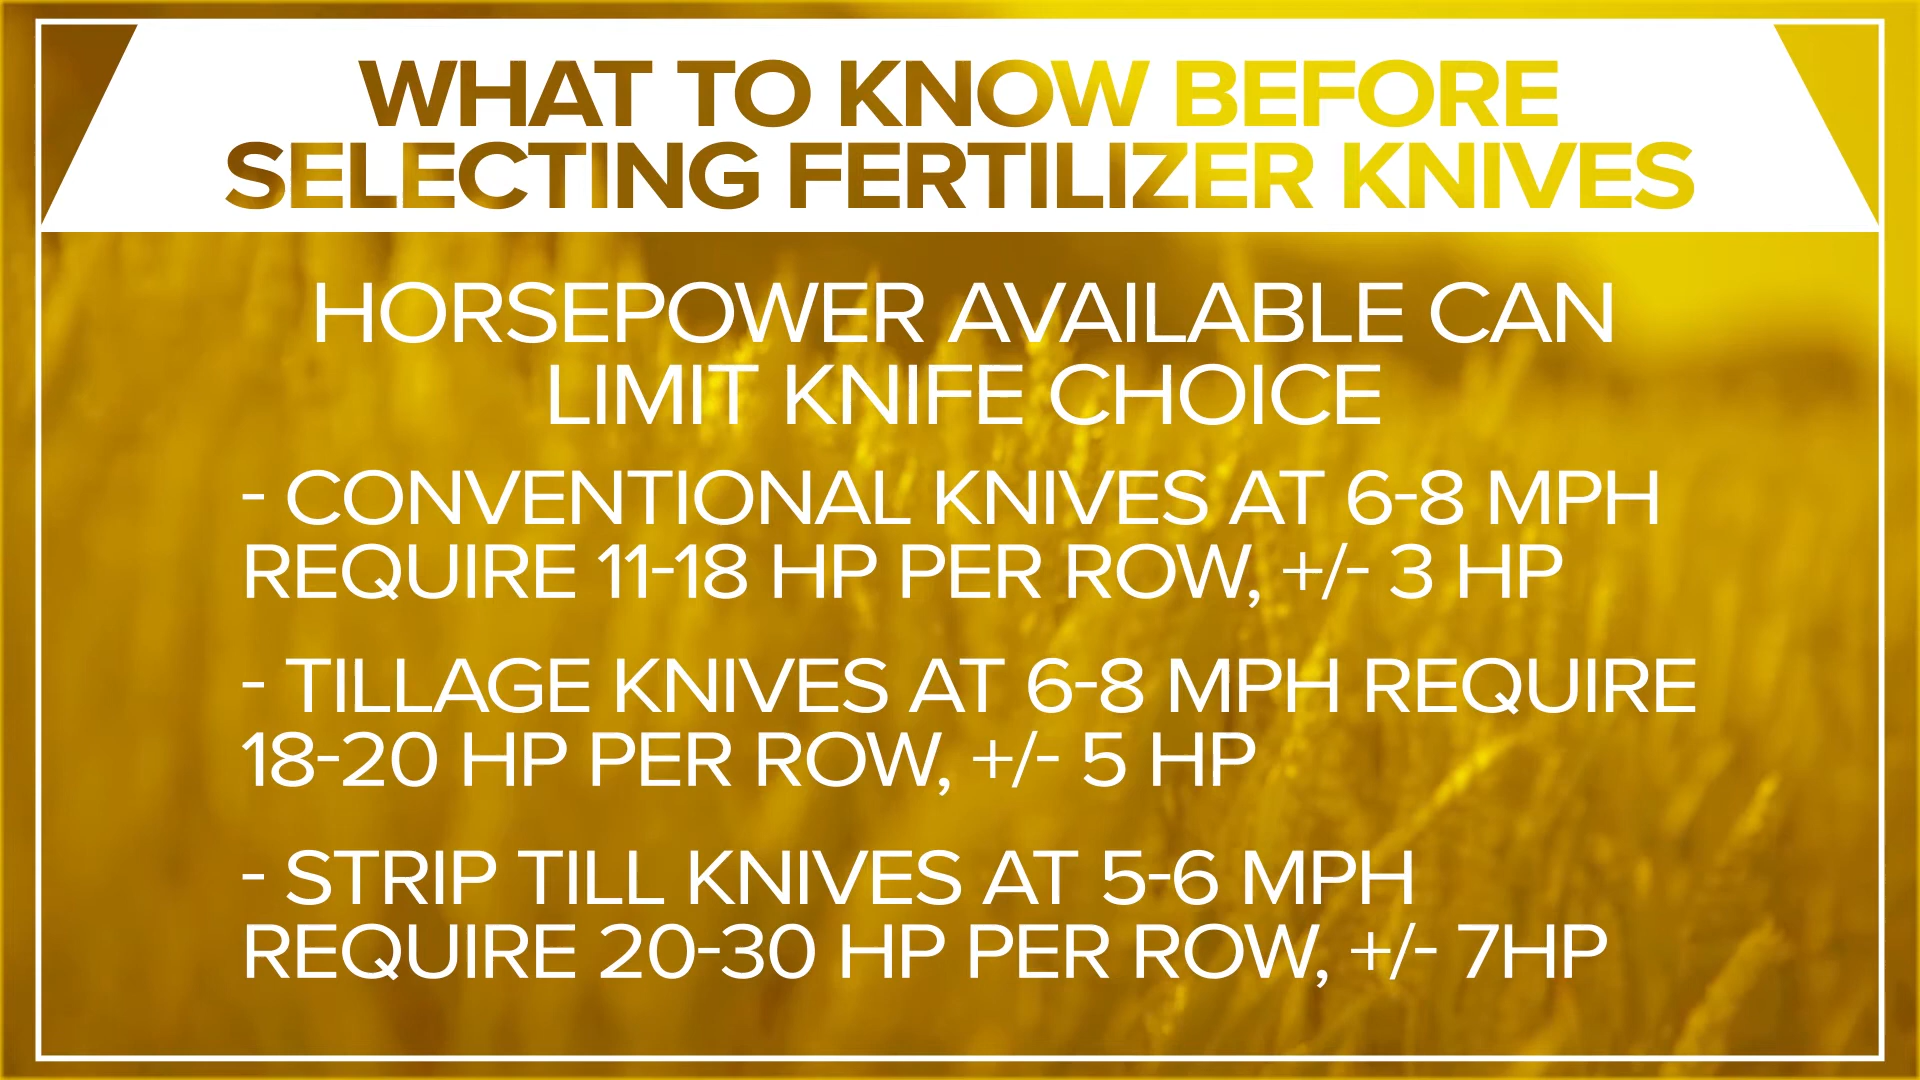 WHAT TO KNOW BEFORE
SELECTING FERTILIZER KNIVES
HORSEPOWER AVAILABLE CAN
LIMIT KNIFE CHOICE
- CONVENTIONAL KNIVES AT 6-8 MPH
REQUIRE 11-18 HP PER ROW, +/- 3 HP
- TILLAGE KNIVES AT 6-8 MPH REQUIRE
18-20 HP PER ROW, +/- 5 HP
- STRIP TILL KNIVES AT 5-6 MPH
REQUIRE 20-30 HP PER ROW, +/- 7HP